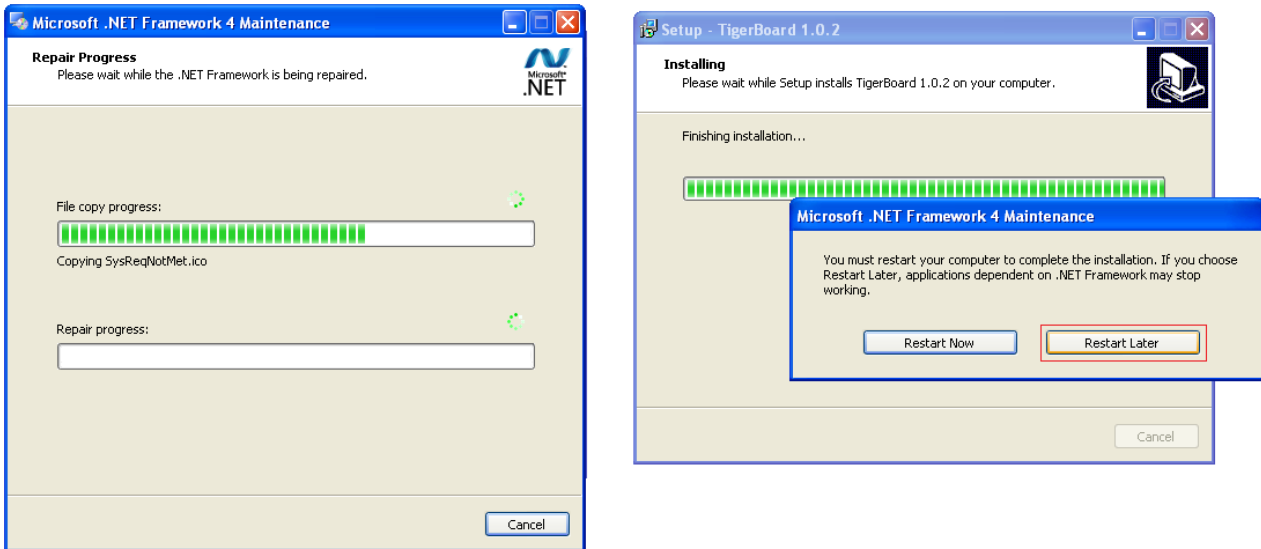 Microsoft .NET Framework 4 Maintenance
Repair Progress
Please wait while the .NET Framework is being repaired.
Microsoft
.NET
File copy progress:
Copying SysReqNotMet.ico
Repair progress:
Cancel
Setup - TigerBoard 1.0.2
Installing
Please wait while Setup installs TigerBoard 1.0.2 on your computer.
Finishing installation...
Microsoft .NET Framework 4 Maintenance
You must restart your computer to complete the installation. If you choose
Restart Later, applications dependent on .NET Framework may stop
working.
Restart Now
Restart Later
Cancel